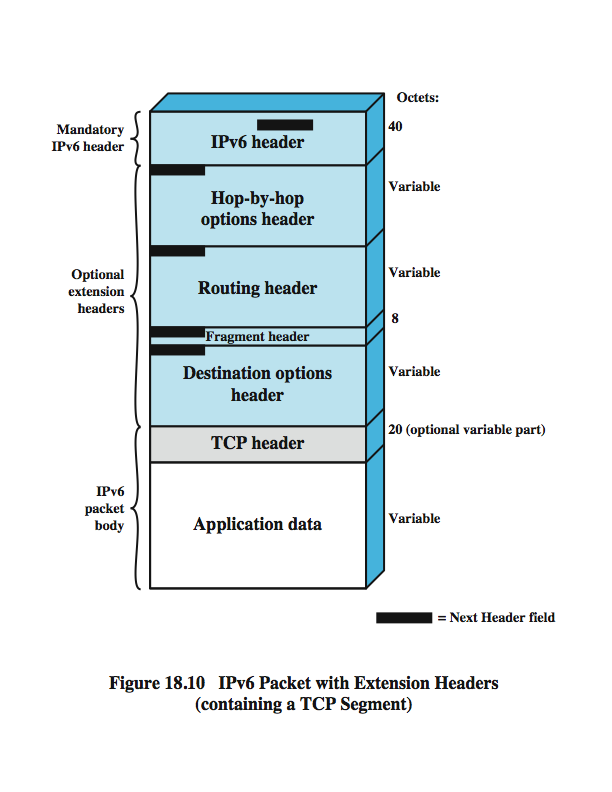 Octets:
Mandatory
IPv6 header
40
IPv6 header
Variable
Hop-by-hop
options header
Optional
extension
headers
Variable
Routing header
8
Fragment header
Variable
Destination options
header
20 (optional variable part)
TCP header
IPv6
packet
body
Variable
Application data
= Next Header field
Figure 18.10 IPv6 Packet with Extension Headers
(containing a TCP Segment)